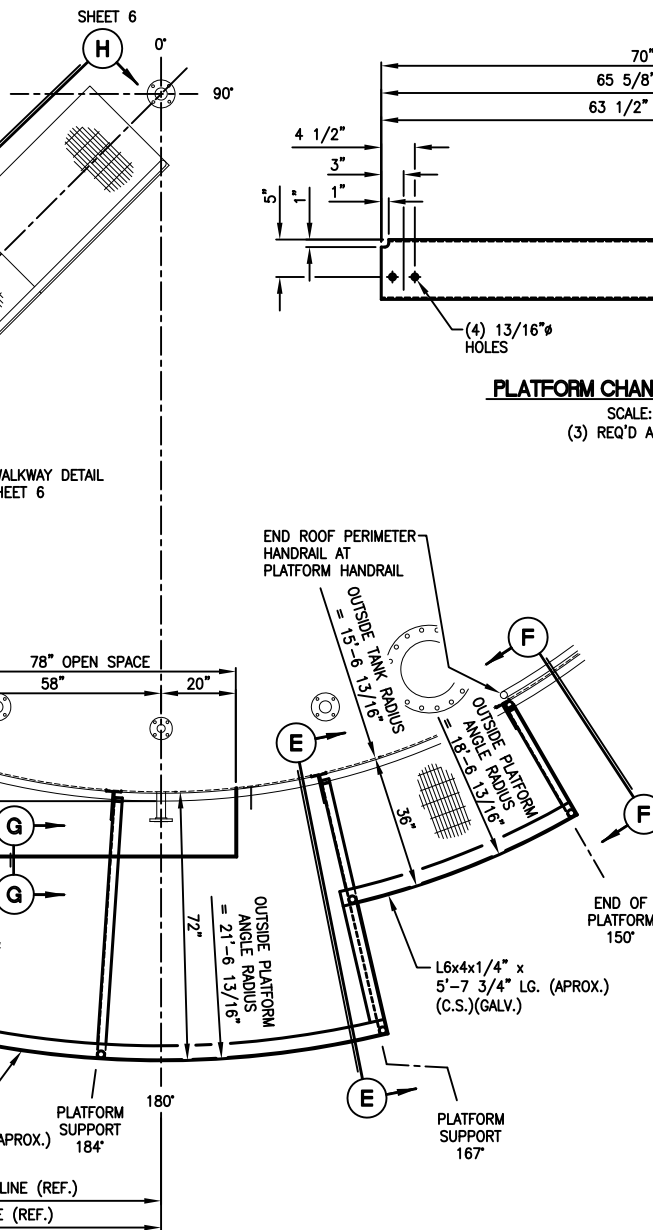 SHEET 6
H
0°
90°
70"
65 5/8"
63 1/2"
4 1/2"
3"
1"
5"
1"
(4) 13/16"ø
HOLES
PLATFORM CHAN
SCALE:
(3) REQ'D A
WALKWAY DETAIL
HEET 6
END ROOF PERIMETER
HANDRAIL AT
PLATFORM HANDRAIL
OUTSIDE TANK RADIUS
= 15'-6 13/16"
78" OPEN SPACE
58"
20"
F
E
OUTSIDE PLATFORM
ANGLE RADIUS
= 18'-6 13/16"
36"
G
F
G
END OF
PLATFORM
150°
72"
OUTSIDE PLATFORM
ANGLE RADIUS
= 21'-6 13/16"
L6x4x1/4" x
5'-7 3/4" LG. (APROX.)
(C.S.)(GALV.)
E
180°
PLATFORM
SUPPORT
184°
APROX.)
PLATFORM
SUPPORT
167°
LINE (REF.)
E (REF.)